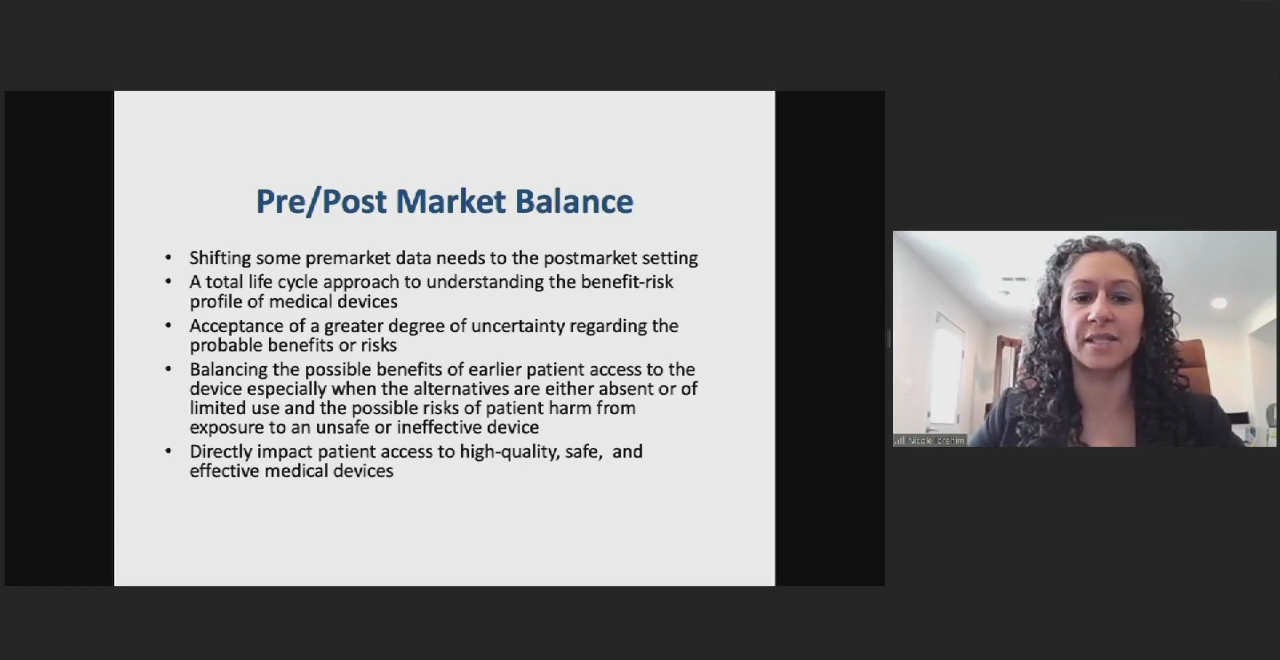 Pre/Post Market Balance
• Shifting some premarket data needs to the postmarket setting
• A total life cycle approach to understanding the benefit-risk
profile of medical devices
• Acceptance of a greater degree of uncertainty regarding the
probable benefits or risks
• Balancing the possible benefits of earlier patient access to the
device especially when the alternatives are either absent or of
limited use and the possible risks of patient harm from
exposure to an unsafe or ineffective device
• Directly impact patient access to high-quality, safe,  and
effective medical devices
Nicole Ibrahim